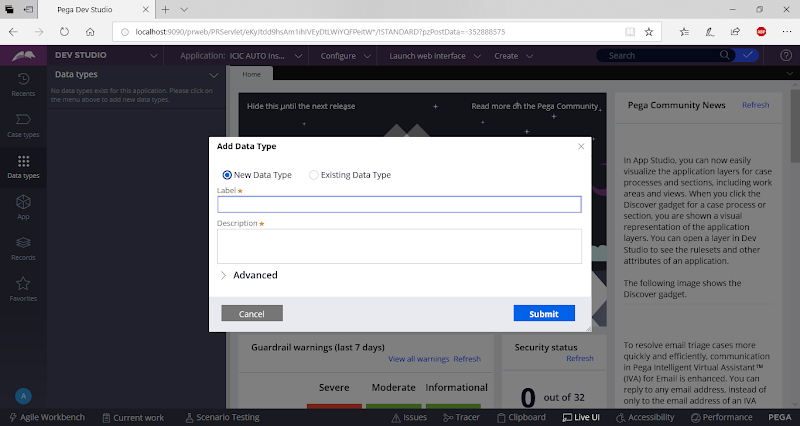 Pega Dev Studio
localhost:9090/prweb/PRServlet/
DEV STUDIO
Application: ICIC AUTO Ins...
Configure
Launch web interface
Create
Search
Recents
Case types
Data types
App
Records
Favorites
A
Data types
No data types exist for this application. Please click on
the menu above to add new data types.
Home
Hide this until the next release
Read more on the Pega Community
Add Data Type
New Data Type
Existing Data Type
Label *
Description *
Advanced
Cancel
Submit
Guardrail warnings (last 7 days)
View all warnings Refresh
Severe
Moderate
Informational
Security status
Refresh
0 out of 32
Pega Community News
Refresh
In App Studio, you can now easily
visualize the application layers for case
processes and sections, including work
areas and views. When you click the
Discover gadget for a case process or
section, you are shown a visual
representation of the application
layers. You can open a layer in Dev
Studio to see the rulesets and other
attributes of an application.
The following image shows the
Discover gadget.
To resolve email triage cases more
quickly and efficiently, communication
in Pega Intelligent Virtual Assistant™
(IVA) for Email is enhanced. You can
reply to any email address, instead of
only to the email address of an IVA
Agile Workbench
Current work
Scenario Testing
Issues
Tracer
Clipboard
Live UI
Accessibility
Performance
PEGA